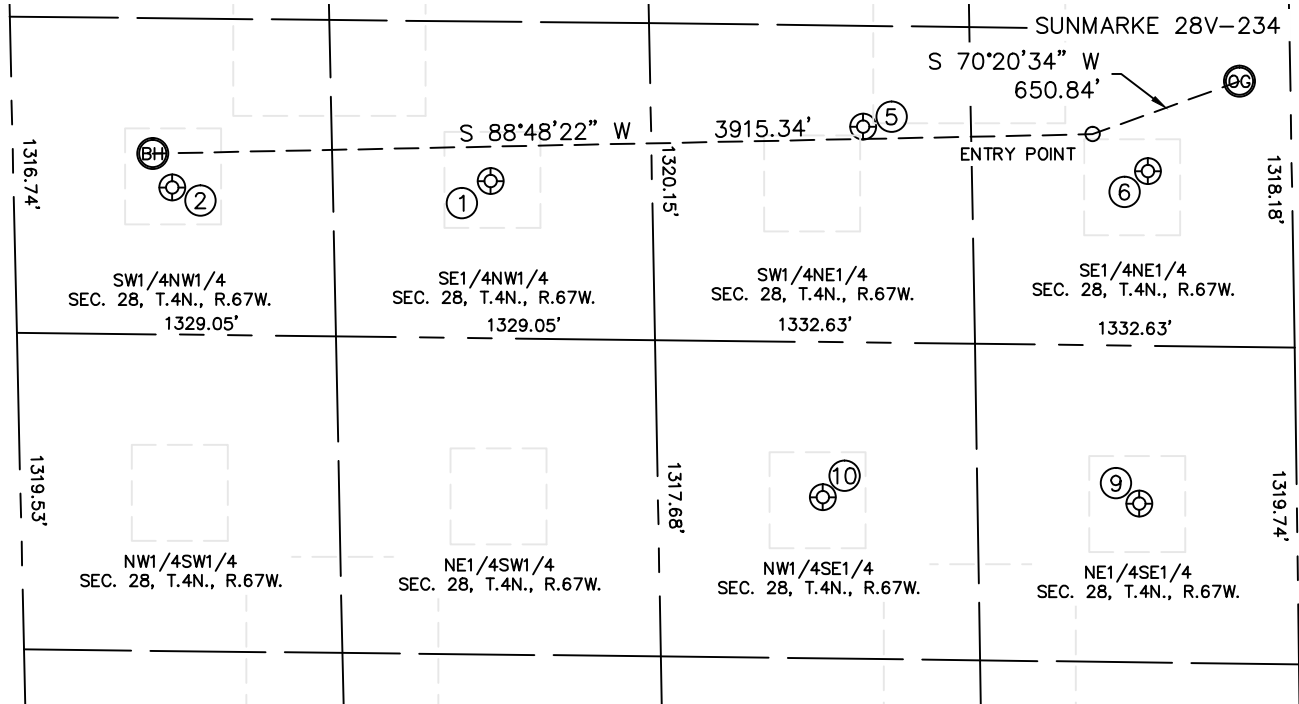 SUNMARKE 28V-234
S 70°20'34" W
650.84'
OG
S 88°48'22" W
3915.34'
5
ENTRY POINT
BH
2
1
6
1316.74'
1320.15'
1318.18'
SW1/4NW1/4
SEC. 28, T.4N., R.67W.
1329.05'
SE1/4NW1/4
SEC. 28, T.4N., R.67W.
1329.05'
SW1/4NE1/4
SEC. 28, T.4N., R.67W.
1332.63'
SE1/4NE1/4
SEC. 28, T.4N., R.67W.
1332.63'
1319.53'
1317.68'
10
9
1319.74'
NW1/4SW1/4
SEC. 28, T.4N., R.67W.
NE1/4SW1/4
SEC. 28, T.4N., R.67W.
NW1/4SE1/4
SEC. 28, T.4N., R.67W.
NE1/4SE1/4
SEC. 28, T.4N., R.67W.